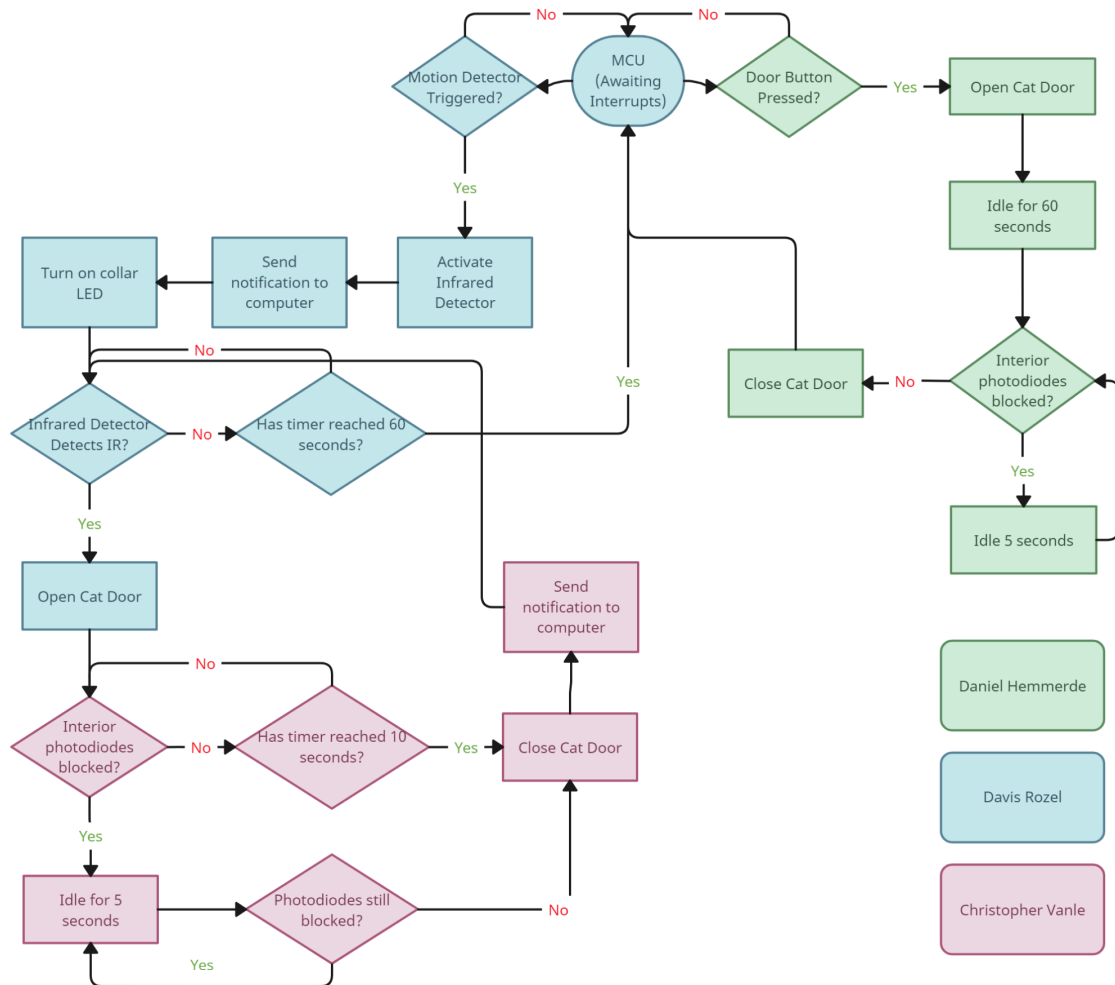 No
No
MCU
(Awaiting
Interrupts)
Motion Detector
Triggered?
Door Button
Pressed?
Yes
Open Cat Door
Yes
Idle for 60
seconds
Turn on collar
LED
Send
notification to
computer
Activate
Infrared
Detector
No
Yes
Close Cat Door
No
Interior
photodiodes
blocked?
Infrared Detector
Detects IR?
No
Has timer reached 60
seconds?
Yes
Yes
Idle 5 seconds
Open Cat Door
Send
notification to
computer
No
Interior
photodiodes
blocked?
No
Has timer reached 10
seconds?
Yes
Close Cat Door
Daniel Hemmerde
Davis Rozel
Yes
Idle for 5
seconds
Photodiodes still
blocked?
No
Christopher Vanle
Yes